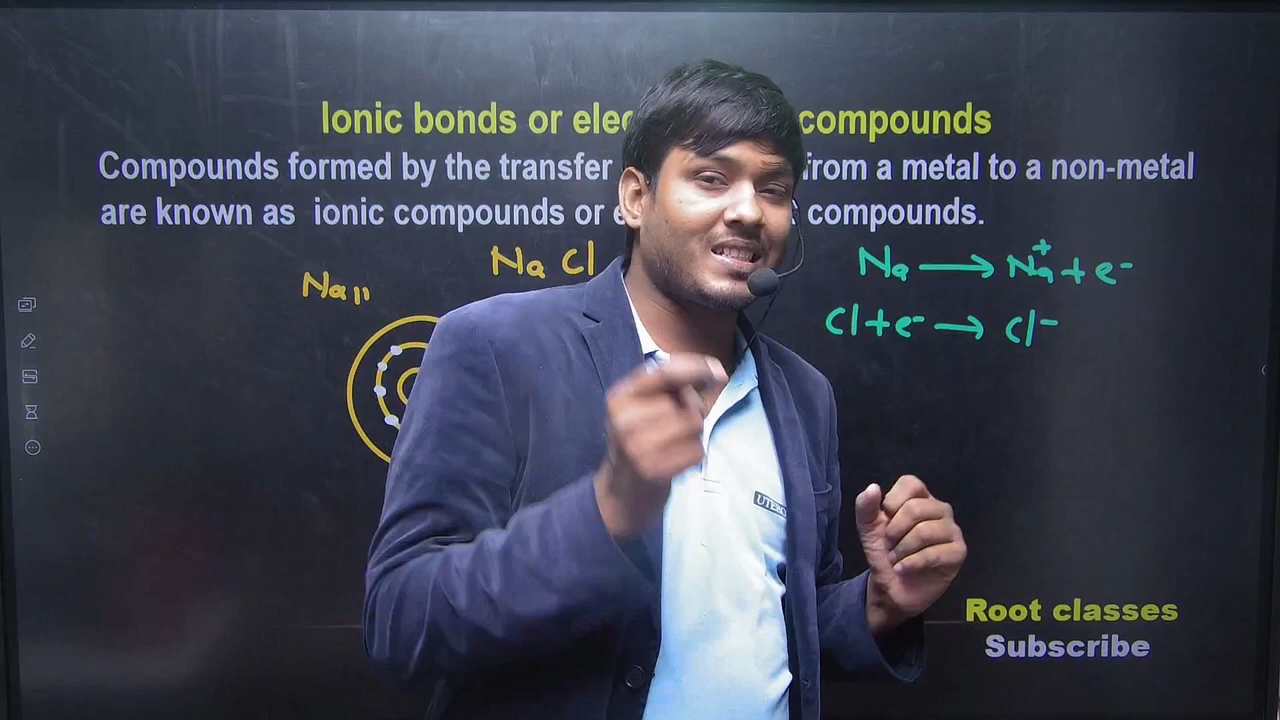 Ionic bonds or elec compounds
Compounds formed by the transfer from a metal to a non-metal
are known as ionic compounds or e compounds.
Na Cl
Na11
Na → Na+ + e-
Cl + e- → Cl-
Root classes
Subscribe